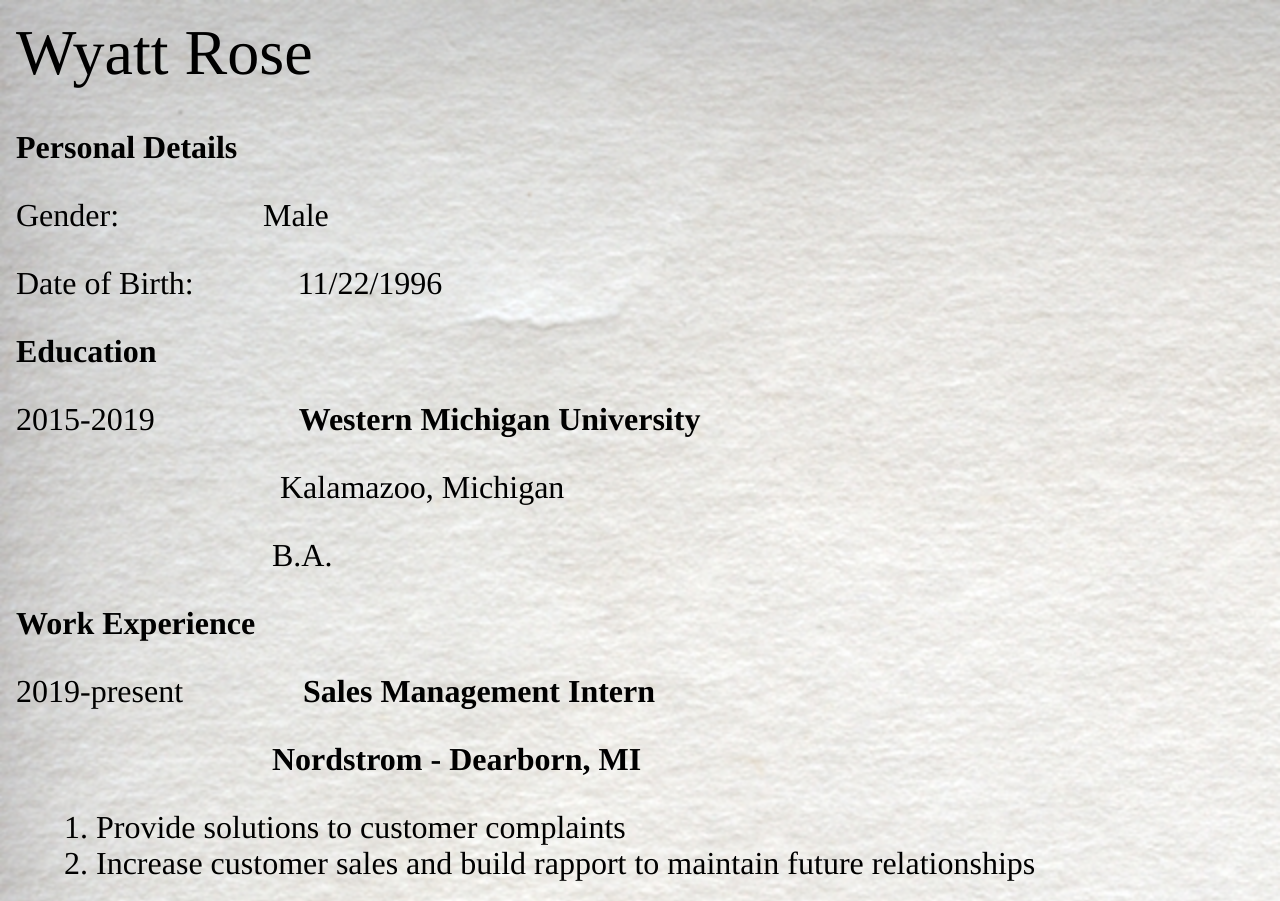 Wyatt Rose
Personal Details
Gender: Male
Date of Birth: 11/22/1996
Education
2015-2019 Western Michigan University
Kalamazoo, Michigan
B.A.
Work Experience
2019-present Sales Management Intern
Nordstrom - Dearborn, MI
1. Provide solutions to customer complaints
2. Increase customer sales and build rapport to maintain future relationships